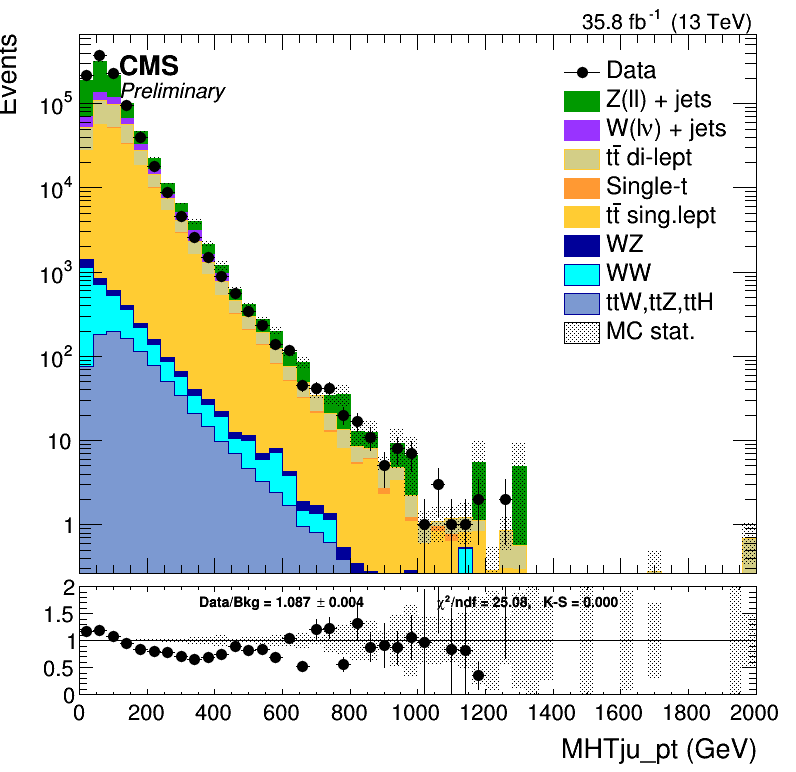 35.8 fb⁻¹ (13 TeV)
Events
CMS
Preliminary
Data
Z(ll) + jets
W(lν) + jets
tt̄ di-lept
Single-t
tt̄ sing.lept
WZ
WW
ttW,ttZ,ttH
MC stat.
10⁵
10⁴
10³
10²
10
1
Data/Bkg = 1.087 ± 0.004 χ²/ndf = 25.08, K-S = 0.000
2
1.5
1
0.5
0
0 200 400 600 800 1000 1200 1400 1600 1800 2000
MHTju_pt (GeV)